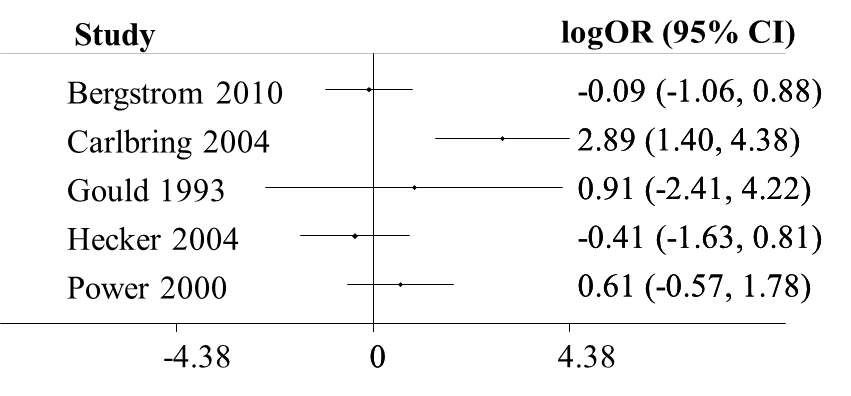 Study logOR (95% CI)
Bergstrom 2010 -0.09 (-1.06, 0.88)
Carlbring 2004 2.89 (1.40, 4.38)
Gould 1993 0.91 (-2.41, 4.22)
Hecker 2004 -0.41 (-1.63, 0.81)
Power 2000 0.61 (-0.57, 1.78)
-4.38 0 4.38